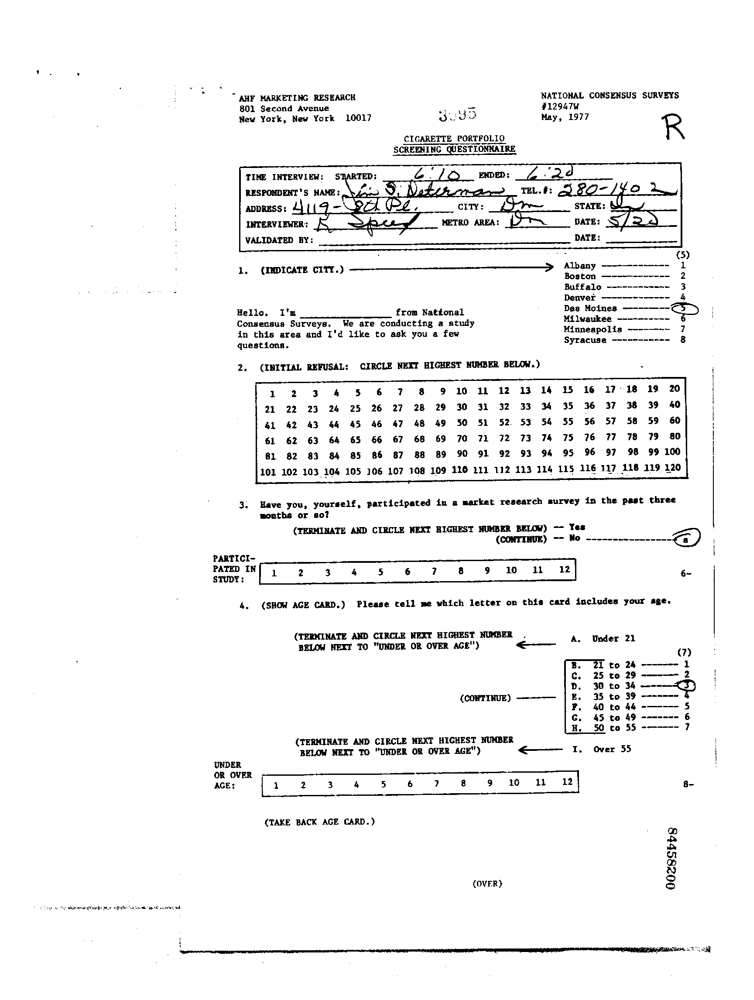 AHF MARKETING RESEARCH
801 Second Avenue
New York, New York 10017
NATIONAL CONSENSUS SURVEYS
#12947W
May, 1977
R
CIGARETTE PORTFOLIO
SCREENING QUESTIONNAIRE
TIME INTERVIEW: STARTED: 6:10 ENDED: 6:20
RESPONDENT'S NAME: S. Determan TEL.#: 280-1402
ADDRESS: 4119- Pl. CITY: Dm STATE:
INTERVIEWER: R METRO AREA: Dm DATE: 5/20
VALIDATED BY: DATE:
(5)
1. (INDICATE CITY.) Albany 1
Boston 2
Buffalo 3
Denver 4
Des Moines 5
Milwaukee 6
Minneapolis 7
Syracuse 8
Hello. I'm ____________ from National
Consensus Surveys. We are conducting a study
in this area and I'd like to ask you a few
questions.
2. (INITIAL REFUSAL: CIRCLE NEXT HIGHEST NUMBER BELOW.)
1 2 3 4 5 6 7 8 9 10 11 12 13 14 15 16 17 18 19 20
21 22 23 24 25 26 27 28 29 30 31 32 33 34 35 36 37 38 39 40
41 42 43 44 45 46 47 48 49 50 51 52 53 54 55 56 57 58 59 60
61 62 63 64 65 66 67 68 69 70 71 72 73 74 75 76 77 78 79 80
81 82 83 84 85 86 87 88 89 90 91 92 93 94 95 96 97 98 99 100
101 102 103 104 105 106 107 108 109 110 111 112 113 114 115 116 117 118 119 120
3. Have you, yourself, participated in a market research survey in the past three
months or so?
(TERMINATE AND CIRCLE NEXT HIGHEST NUMBER BELOW) -- Yes
(CONTINUE) -- No
PARTICI-
PATED IN
STUDY: 1 2 3 4 5 6 7 8 9 10 11 12
6-
4. (SHOW AGE CARD.) Please tell me which letter on this card includes your age.
(TERMINATE AND CIRCLE NEXT HIGHEST NUMBER
BELOW NEXT TO "UNDER OR OVER AGE") A. Under 21
(7)
B. 21 to 24 1
C. 25 to 29 2
D. 30 to 34 3
(CONTINUE) E. 35 to 39 4
F. 40 to 44 5
G. 45 to 49 6
H. 50 to 55 7
(TERMINATE AND CIRCLE NEXT HIGHEST NUMBER
BELOW NEXT TO "UNDER OR OVER AGE") I. Over 55
UNDER
OR OVER
AGE: 1 2 3 4 5 6 7 8 9 10 11 12
8-
(TAKE BACK AGE CARD.)
84458200
(OVER)